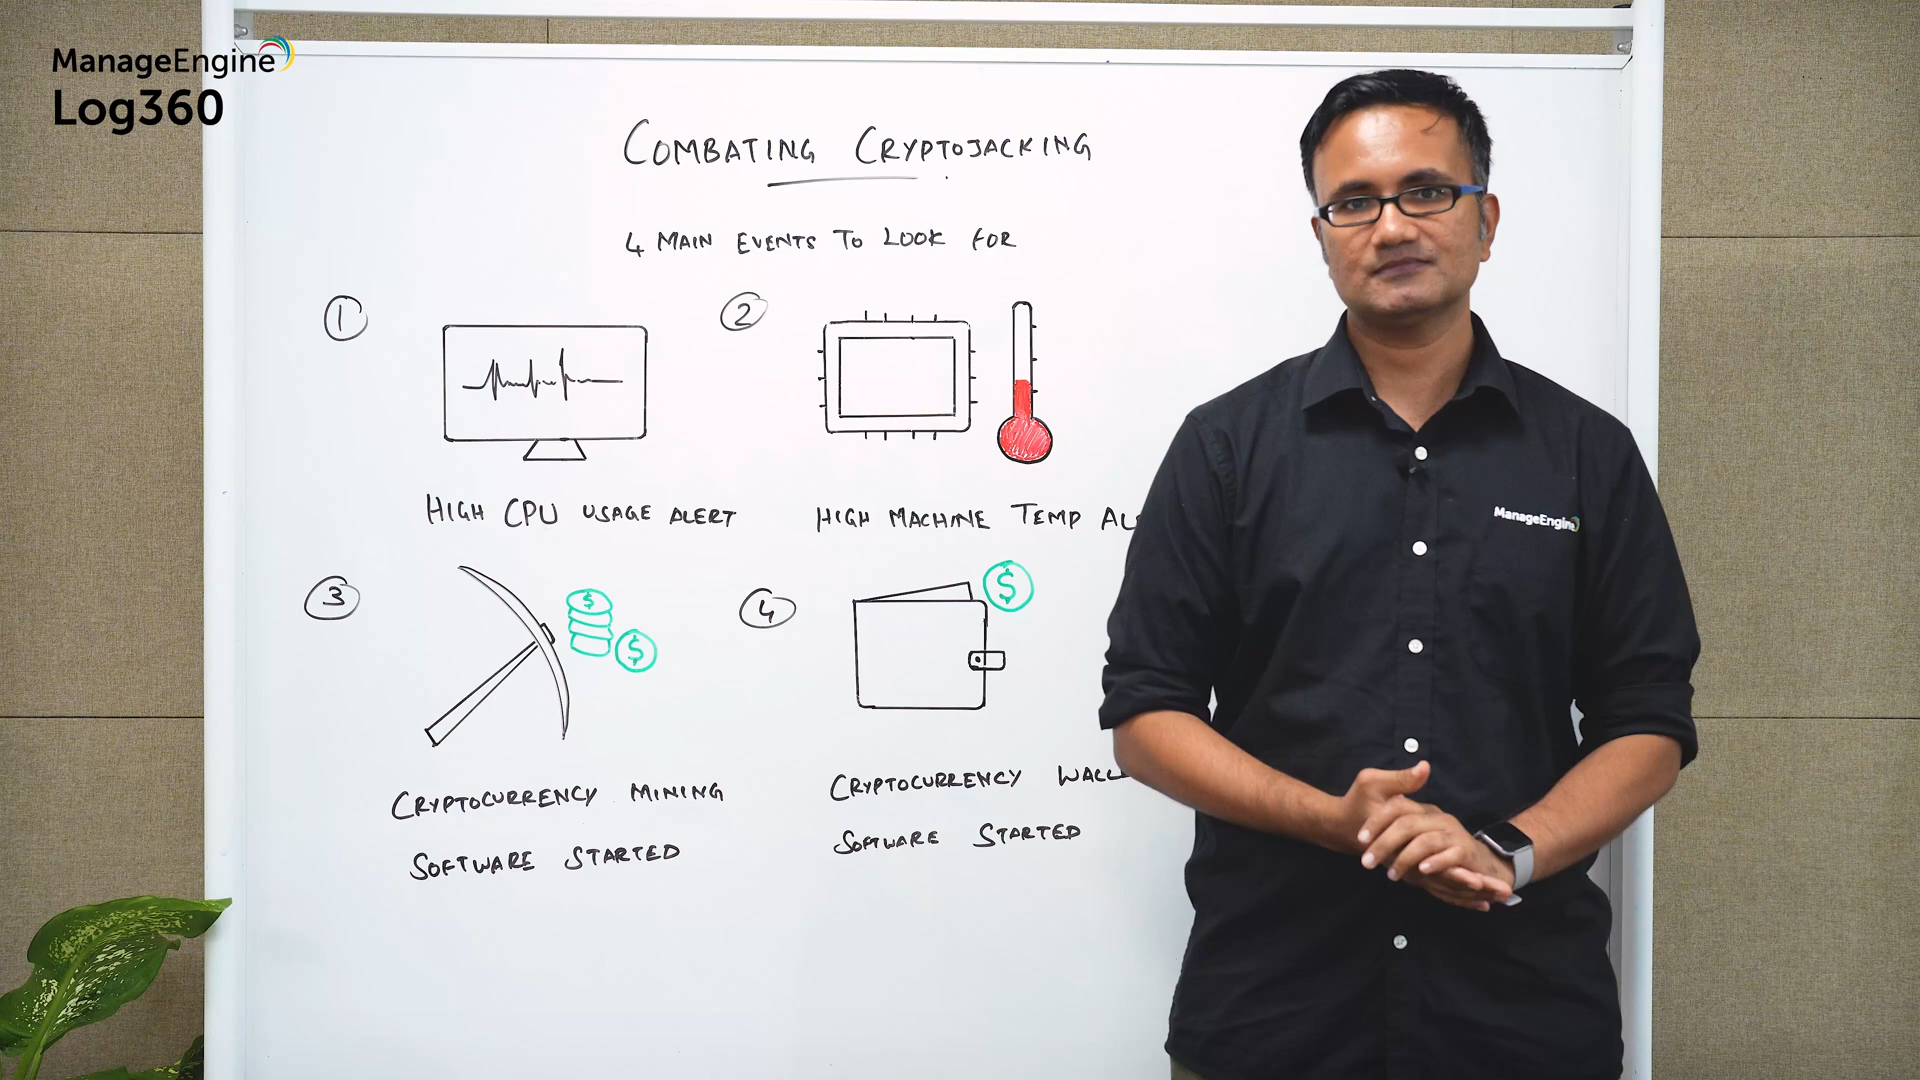 ManageEngine
Log360
COMBATING CRYPTOJACKING
4 MAIN EVENTS TO LOOK FOR
1
2
HIGH CPU USAGE ALERT
HIGH MACHINE TEMP
3
$
$
4
$
CRYPTOCURRENCY MINING
SOFTWARE STARTED
CRYPTOCURRENCY
SOFTWARE STARTED
ManageEngine